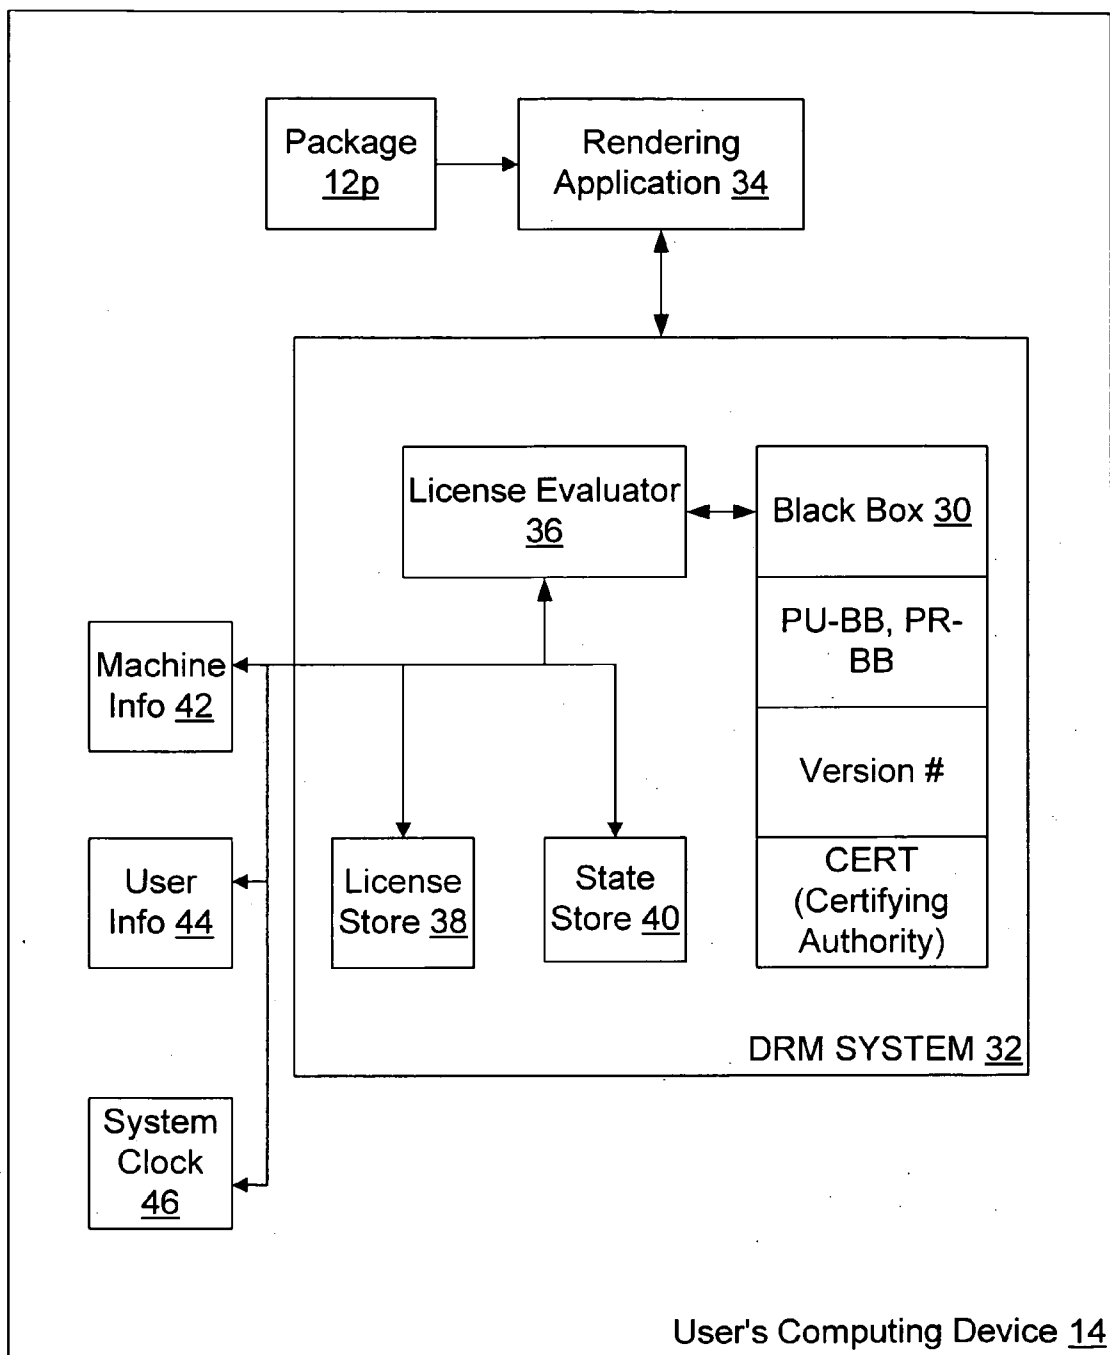 Package
12p
Rendering
Application 34
License Evaluator
36
Black Box 30
PU-BB, PR-
BB
Version #
CERT
(Certifying
Authority)
Machine
Info 42
User
Info 44
System
Clock
46
License
Store 38
State
Store 40
DRM SYSTEM 32
User's Computing Device 14